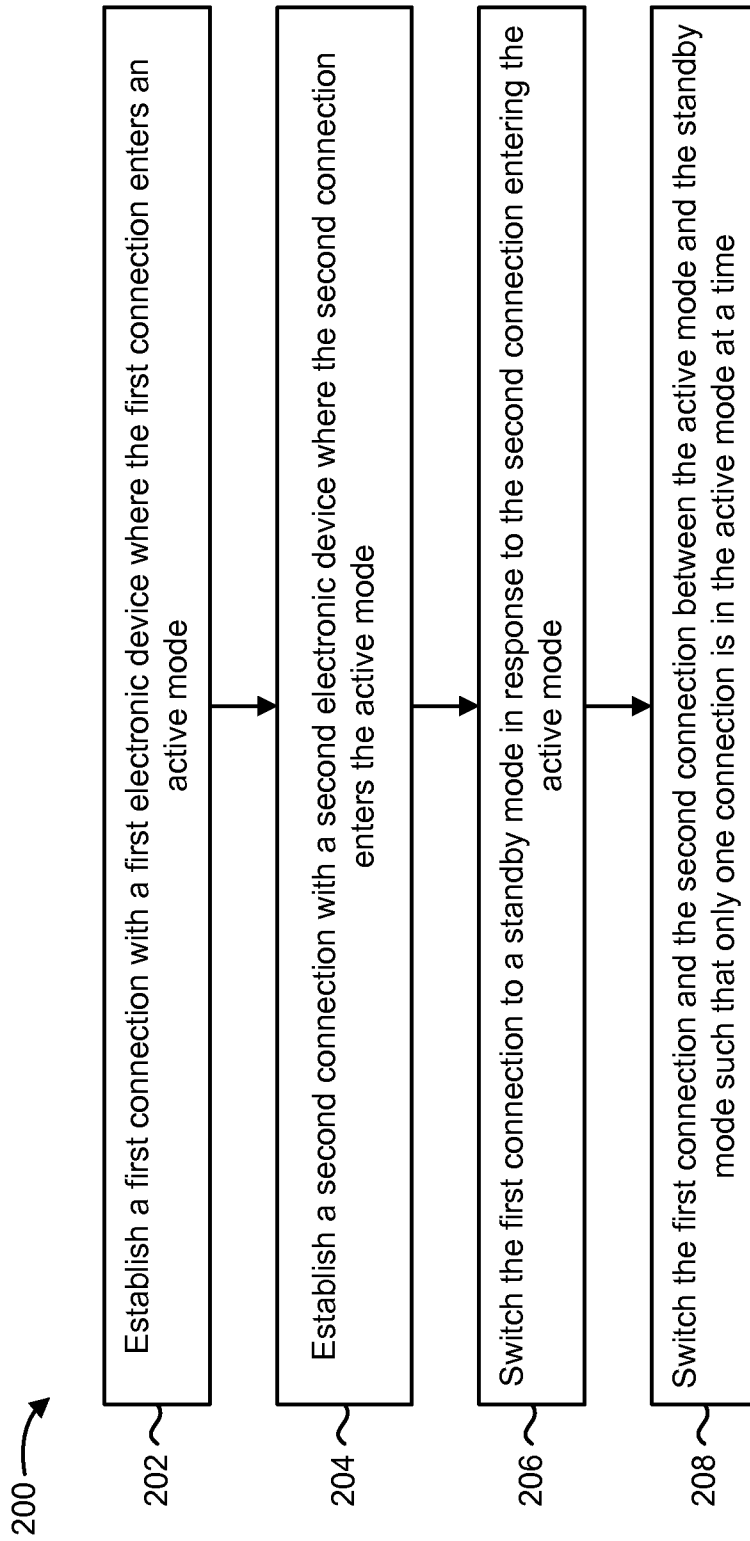 200
202
Establish a first connection with a first electronic device where the first connection enters an
active mode
204
Establish a second connection with a second electronic device where the second connection
enters the active mode
206
Switch the first connection to a standby mode in response to the second connection entering the
active mode
208
Switch the first connection and the second connection between the active mode and the standby
mode such that only one connection is in the active mode at a time